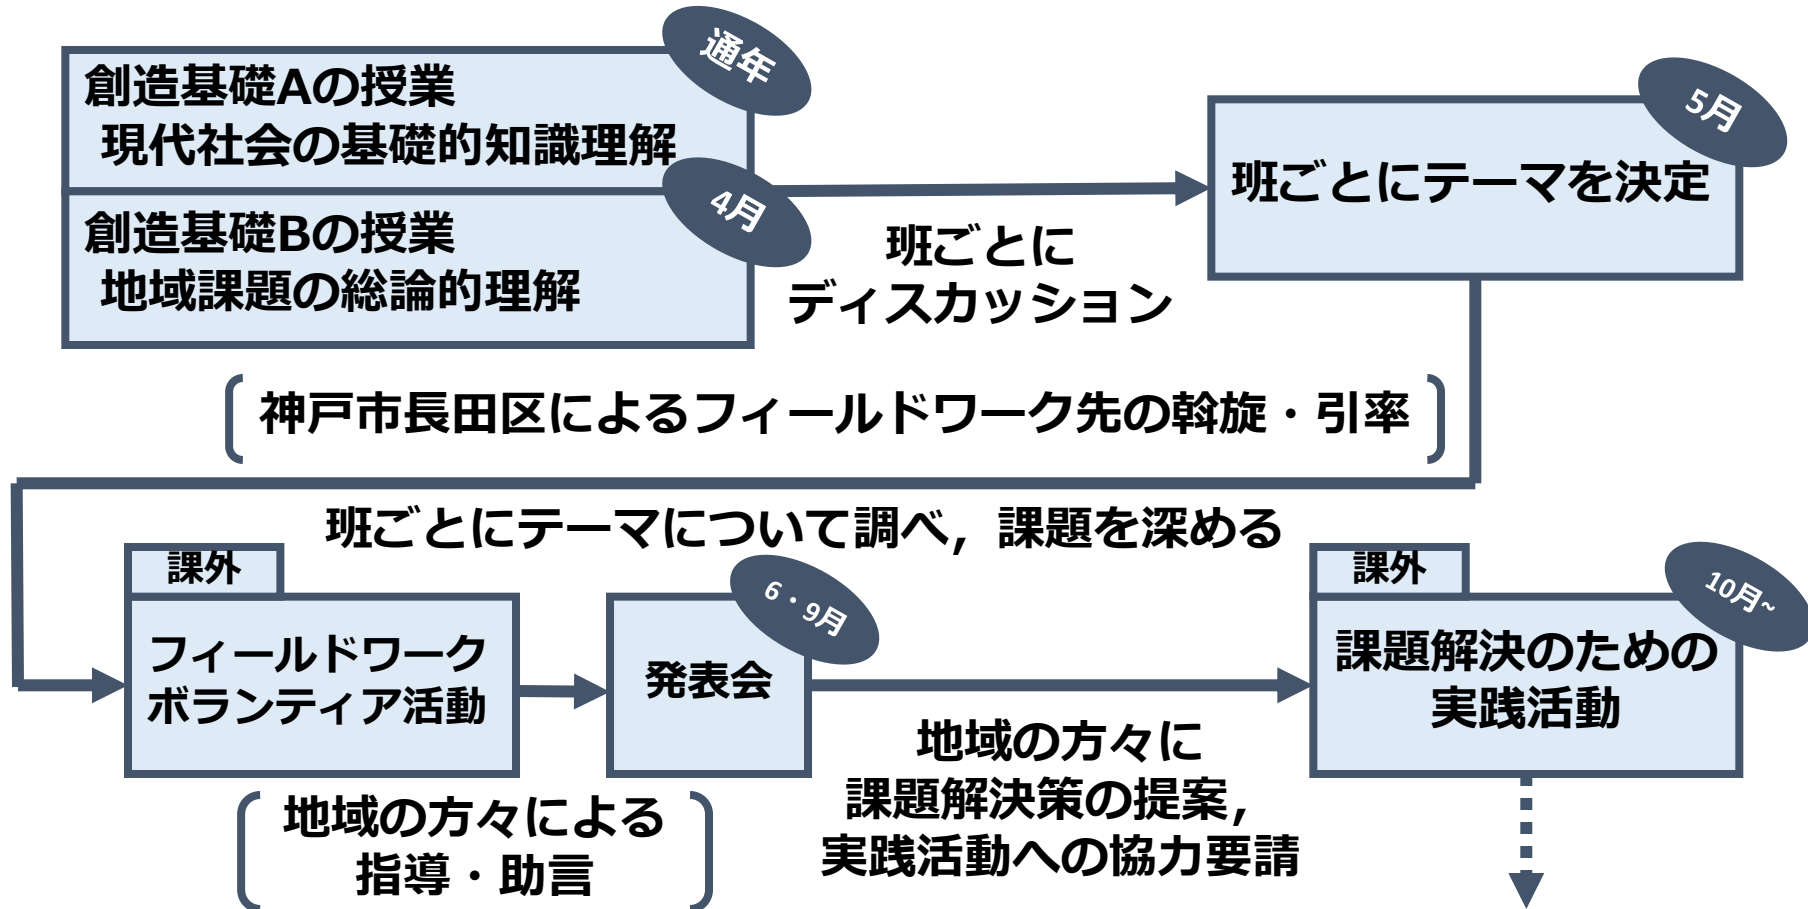 通年
創造基礎Aの授業
現代社会の基礎的知識理解
4月
創造基礎Bの授業
地域課題の総論的理解
班ごとに
ディスカッション
5月
班ごとにテーマを決定
神戸市長田区によるフィールドワーク先の斡旋・引率
班ごとにテーマについて調べ，課題を深める
課外
フィールドワーク
ボランティア活動
6・9月
発表会
地域の方々による
指導・助言
地域の方々に
課題解決策の提案，
実践活動への協力要請
課外
10月~
課題解決のための
実践活動